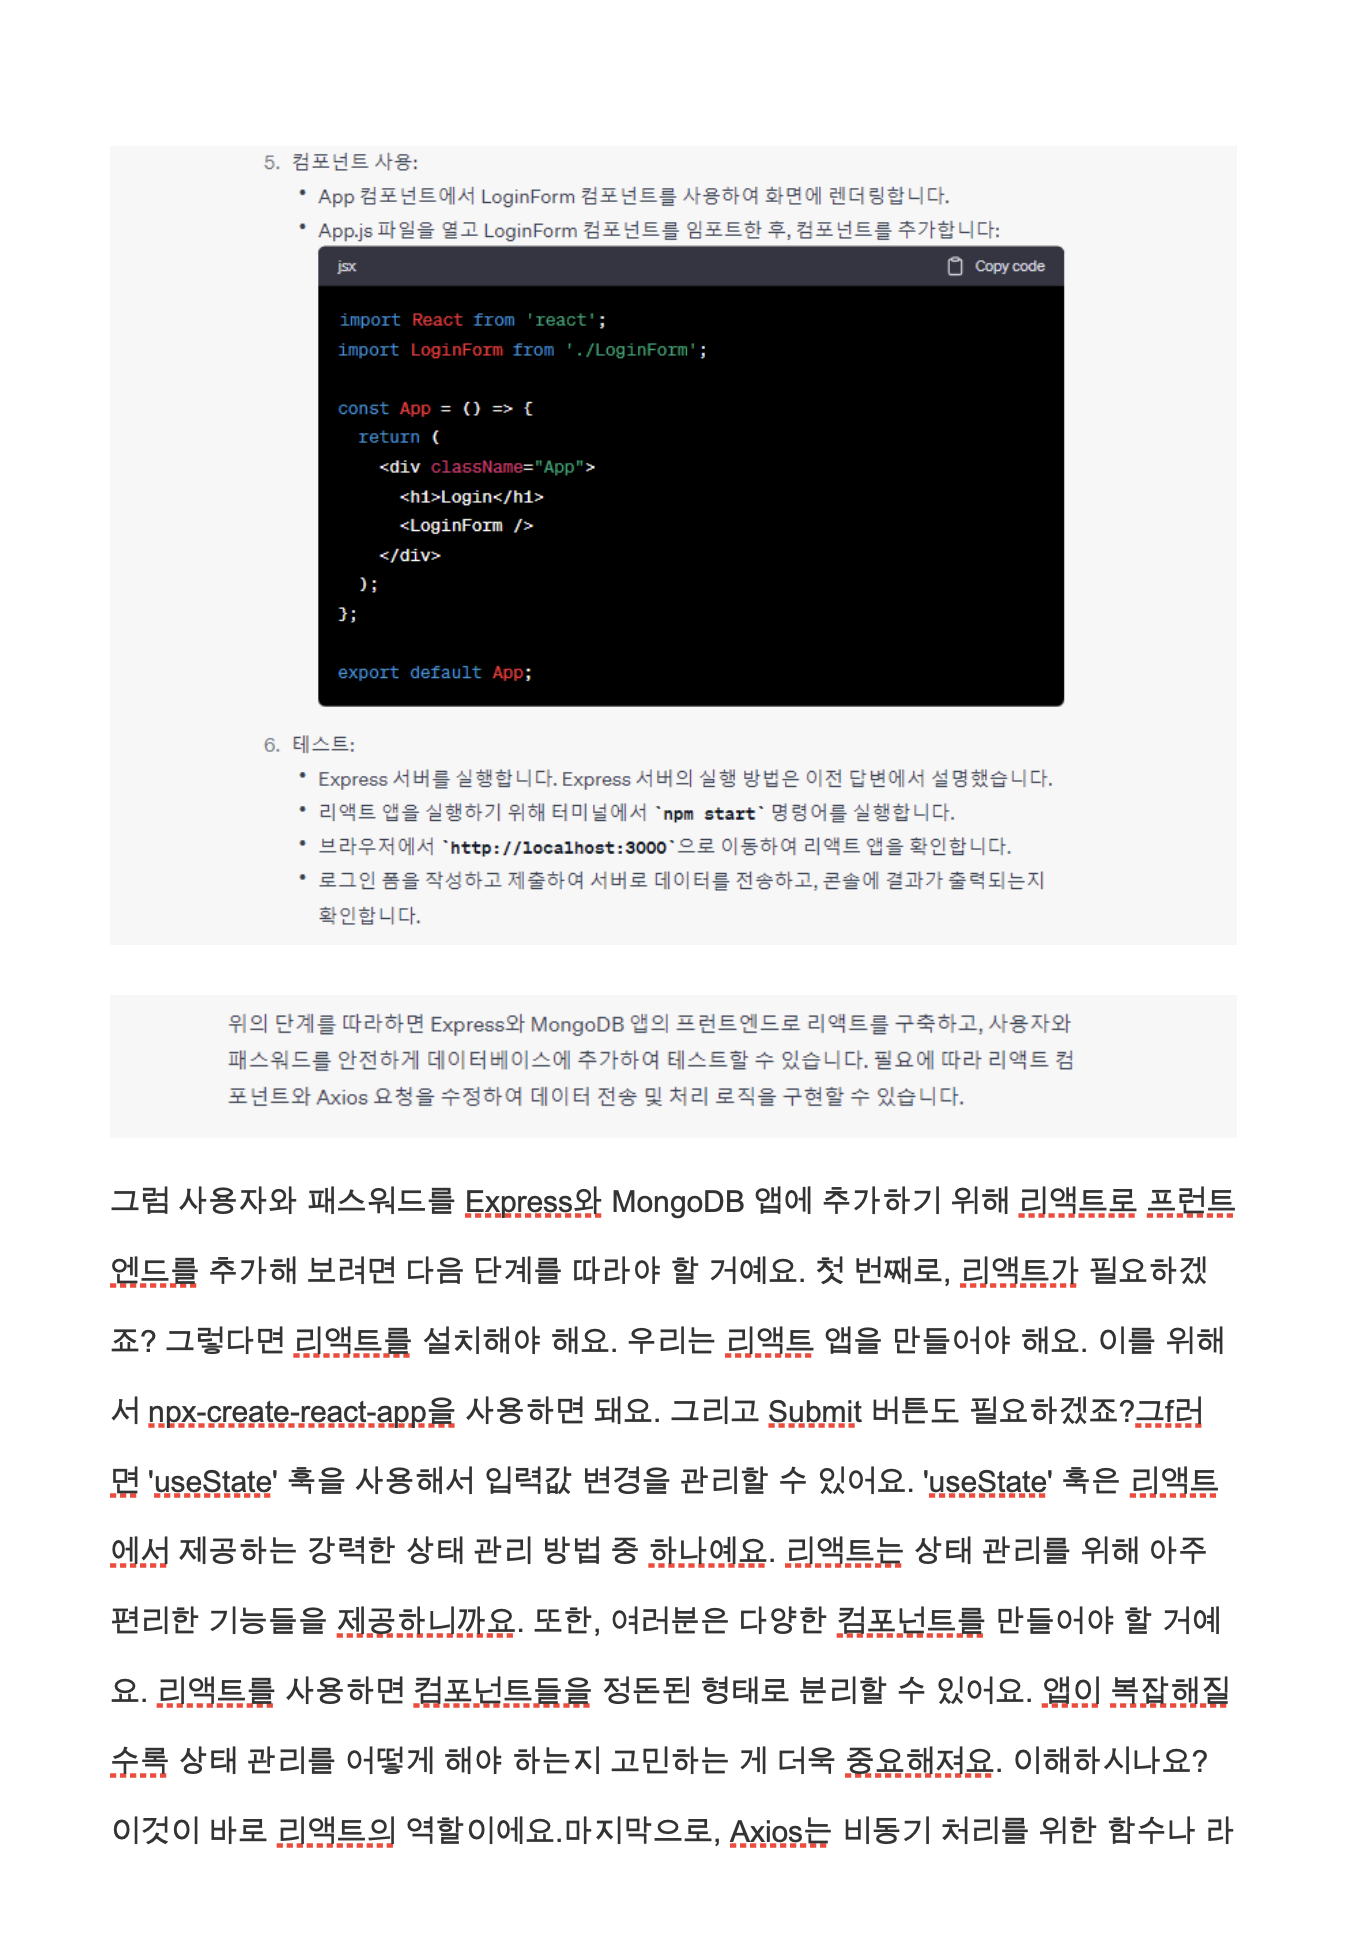 5. 컴포넌트 사용:
• App 컴포넌트에서 LoginForm 컴포넌트를 사용하여 화면에 렌더링합니다.
• App.js 파일을 열고 LoginForm 컴포넌트를 임포트한 후, 컴포넌트를 추가합니다:
jsx Copy code
import React from 'react';
import LoginForm from './LoginForm';
const App = () => {
return (
<div className="App">
<h1>Login</h1>
<LoginForm />
</div>
);
};
export default App;
6. 테스트:
• Express 서버를 실행합니다. Express 서버의 실행 방법은 이전 답변에서 설명했습니다.
• 리액트 앱을 실행하기 위해 터미널에서 `npm start` 명령어를 실행합니다.
• 브라우저에서 `http://localhost:3000`으로 이동하여 리액트 앱을 확인합니다.
• 로그인 폼을 작성하고 제출하여 서버로 데이터를 전송하고, 콘솔에 결과가 출력되는지
확인합니다.
위의 단계를 따라하면 Express와 MongoDB 앱의 프런트엔드로 리액트를 구축하고, 사용자와
패스워드를 안전하게 데이터베이스에 추가하여 테스트할 수 있습니다. 필요에 따라 리액트 컴
포넌트와 Axios 요청을 수정하여 데이터 전송 및 처리 로직을 구현할 수 있습니다.
그럼 사용자와 패스워드를 Express와 MongoDB 앱에 추가하기 위해 리액트로 프런트
엔드를 추가해 보려면 다음 단계를 따라야 할 거예요. 첫 번째로, 리액트가 필요하겠
죠? 그렇다면 리액트를 설치해야 해요. 우리는 리액트 앱을 만들어야 해요. 이를 위해
서 npx-create-react-app을 사용하면 돼요. 그리고 Submit 버튼도 필요하겠죠?그f러
면 'useState' 훅을 사용해서 입력값 변경을 관리할 수 있어요. 'useState' 훅은 리액트
에서 제공하는 강력한 상태 관리 방법 중 하나예요. 리액트는 상태 관리를 위해 아주
편리한 기능들을 제공하니까요. 또한, 여러분은 다양한 컴포넌트를 만들어야 할 거예
요. 리액트를 사용하면 컴포넌트들을 정돈된 형태로 분리할 수 있어요. 앱이 복잡해질
수록 상태 관리를 어떻게 해야 하는지 고민하는 게 더욱 중요해져요. 이해하시나요?
이것이 바로 리액트의 역할이에요.마지막으로, Axios는 비동기 처리를 위한 함수나 라